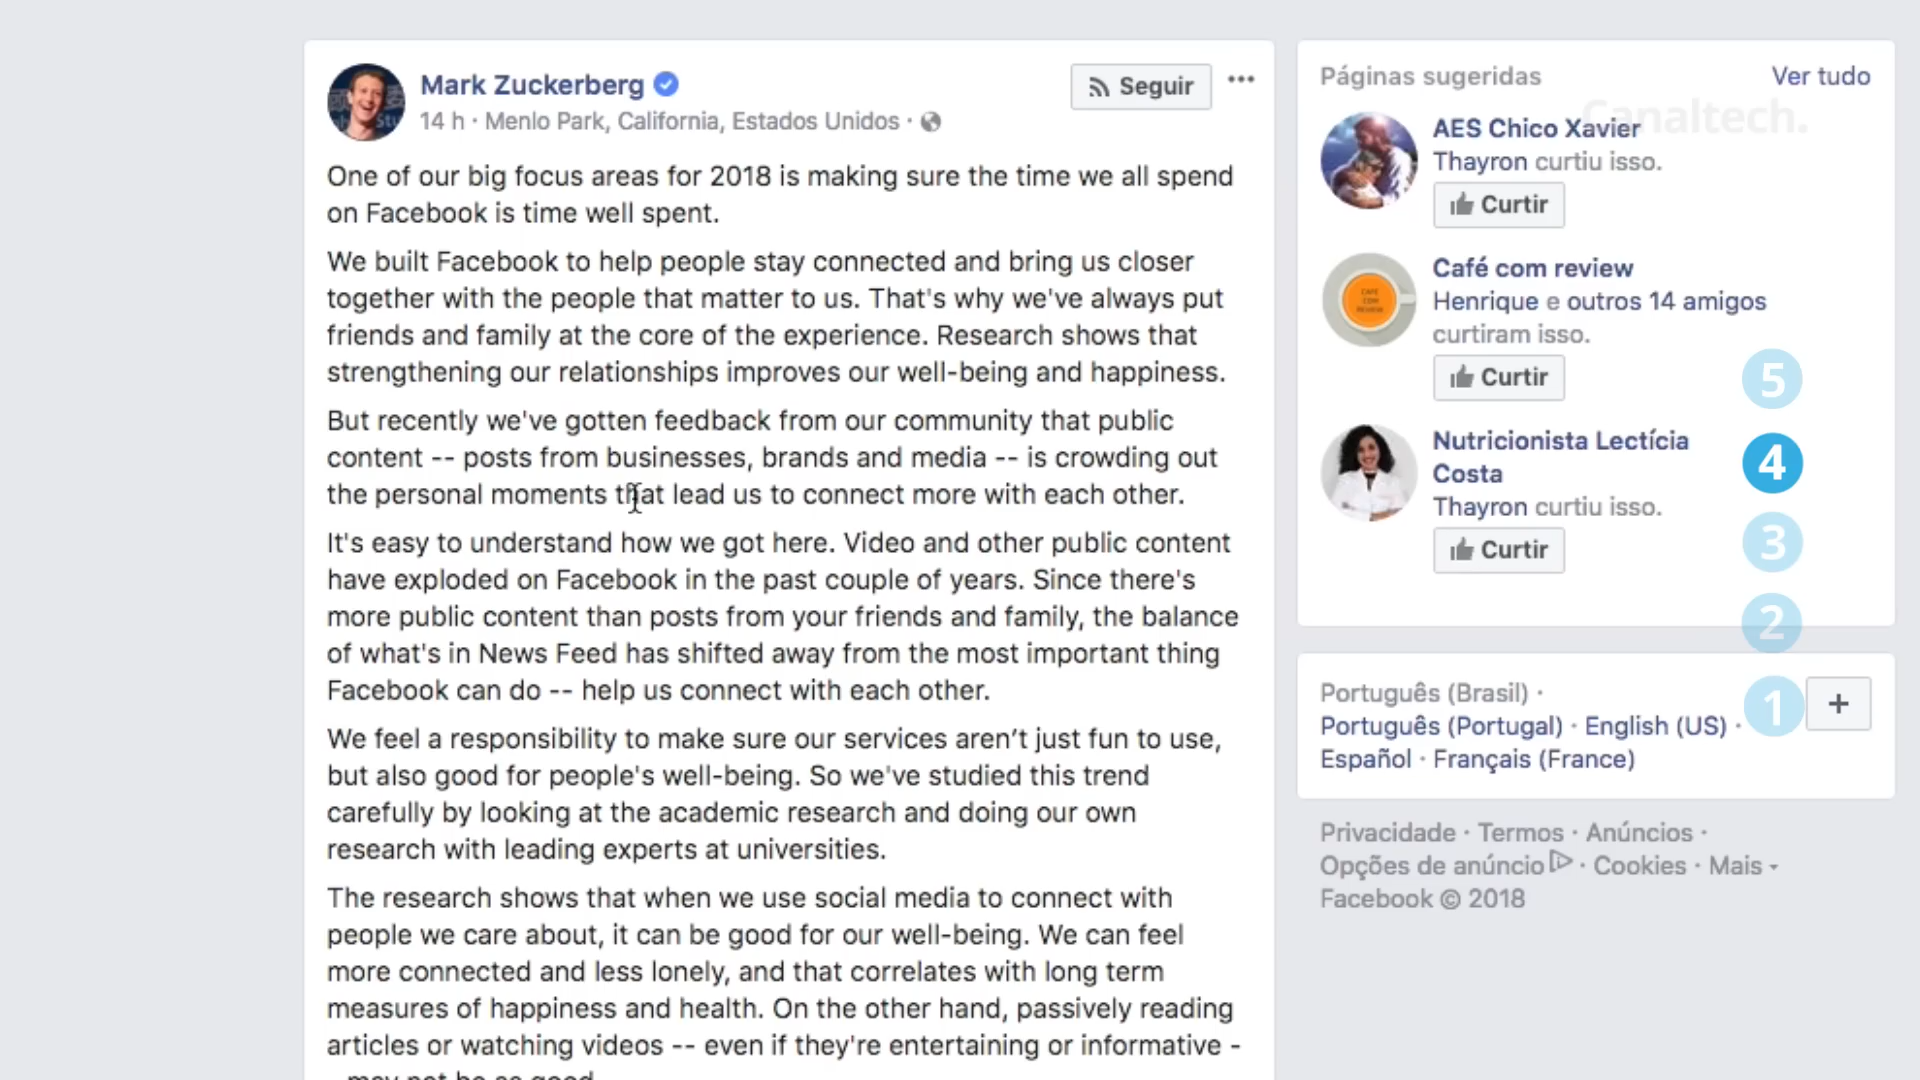 Mark Zuckerberg
Seguir
14 h · Menlo Park, California, Estados Unidos ·
One of our big focus areas for 2018 is making sure the time we all spend
on Facebook is time well spent.
We built Facebook to help people stay connected and bring us closer
together with the people that matter to us. That's why we've always put
friends and family at the core of the experience. Research shows that
strengthening our relationships improves our well-being and happiness.
But recently we've gotten feedback from our community that public
content -- posts from businesses, brands and media -- is crowding out
the personal moments that lead us to connect more with each other.
It's easy to understand how we got here. Video and other public content
have exploded on Facebook in the past couple of years. Since there's
more public content than posts from your friends and family, the balance
of what's in News Feed has shifted away from the most important thing
Facebook can do -- help us connect with each other.
We feel a responsibility to make sure our services aren’t just fun to use,
but also good for people's well-being. So we've studied this trend
carefully by looking at the academic research and doing our own
research with leading experts at universities.
The research shows that when we use social media to connect with
people we care about, it can be good for our well-being. We can feel
more connected and less lonely, and that correlates with long term
measures of happiness and health. On the other hand, passively reading
articles or watching videos -- even if they're entertaining or informative -
- may not be as good.
Páginas sugeridas
Ver tudo
Canaltech.
AES Chico Xavier
Thayron curtiu isso.
Curtir
CAFÉ
COM
REVIEW
Café com review
Henrique e outros 14 amigos
curtiram isso.
Curtir
Nutricionista Lectícia
Costa
Thayron curtiu isso.
Curtir
5
4
3
2
1
Português (Brasil) ·
Português (Portugal) · English (US) ·
Español · Français (France)
+
Privacidade · Termos · Anúncios ·
Opções de anúncio · Cookies · Mais
Facebook © 2018